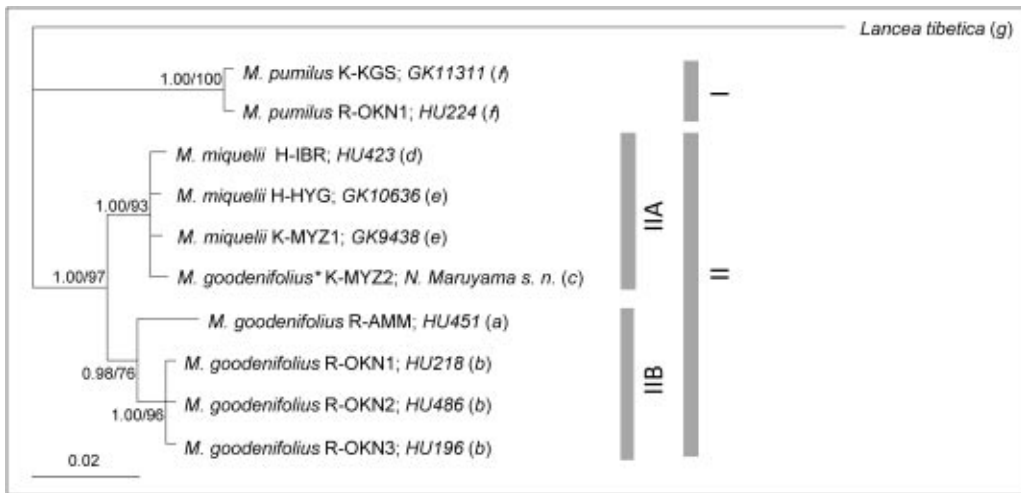 Lancea tibetica (g)
1.00/100
M. pumilus K-KGS; GK11311 (f)
M. pumilus R-OKN1; HU224 (f)
I
M. miquelii H-IBR; HU423 (d)
M. miquelii H-HYG; GK10636 (e)
1.00/93
M. miquelii K-MYZ1; GK9438 (e)
M. goodenifolius* K-MYZ2; N. Maruyama s. n. (c)
IIA
II
1.00/97
M. goodenifolius R-AMM; HU451 (a)
0.98/76
M. goodenifolius R-OKN1; HU218 (b)
M. goodenifolius R-OKN2; HU486 (b)
1.00/96
M. goodenifolius R-OKN3; HU196 (b)
IIB
0.02